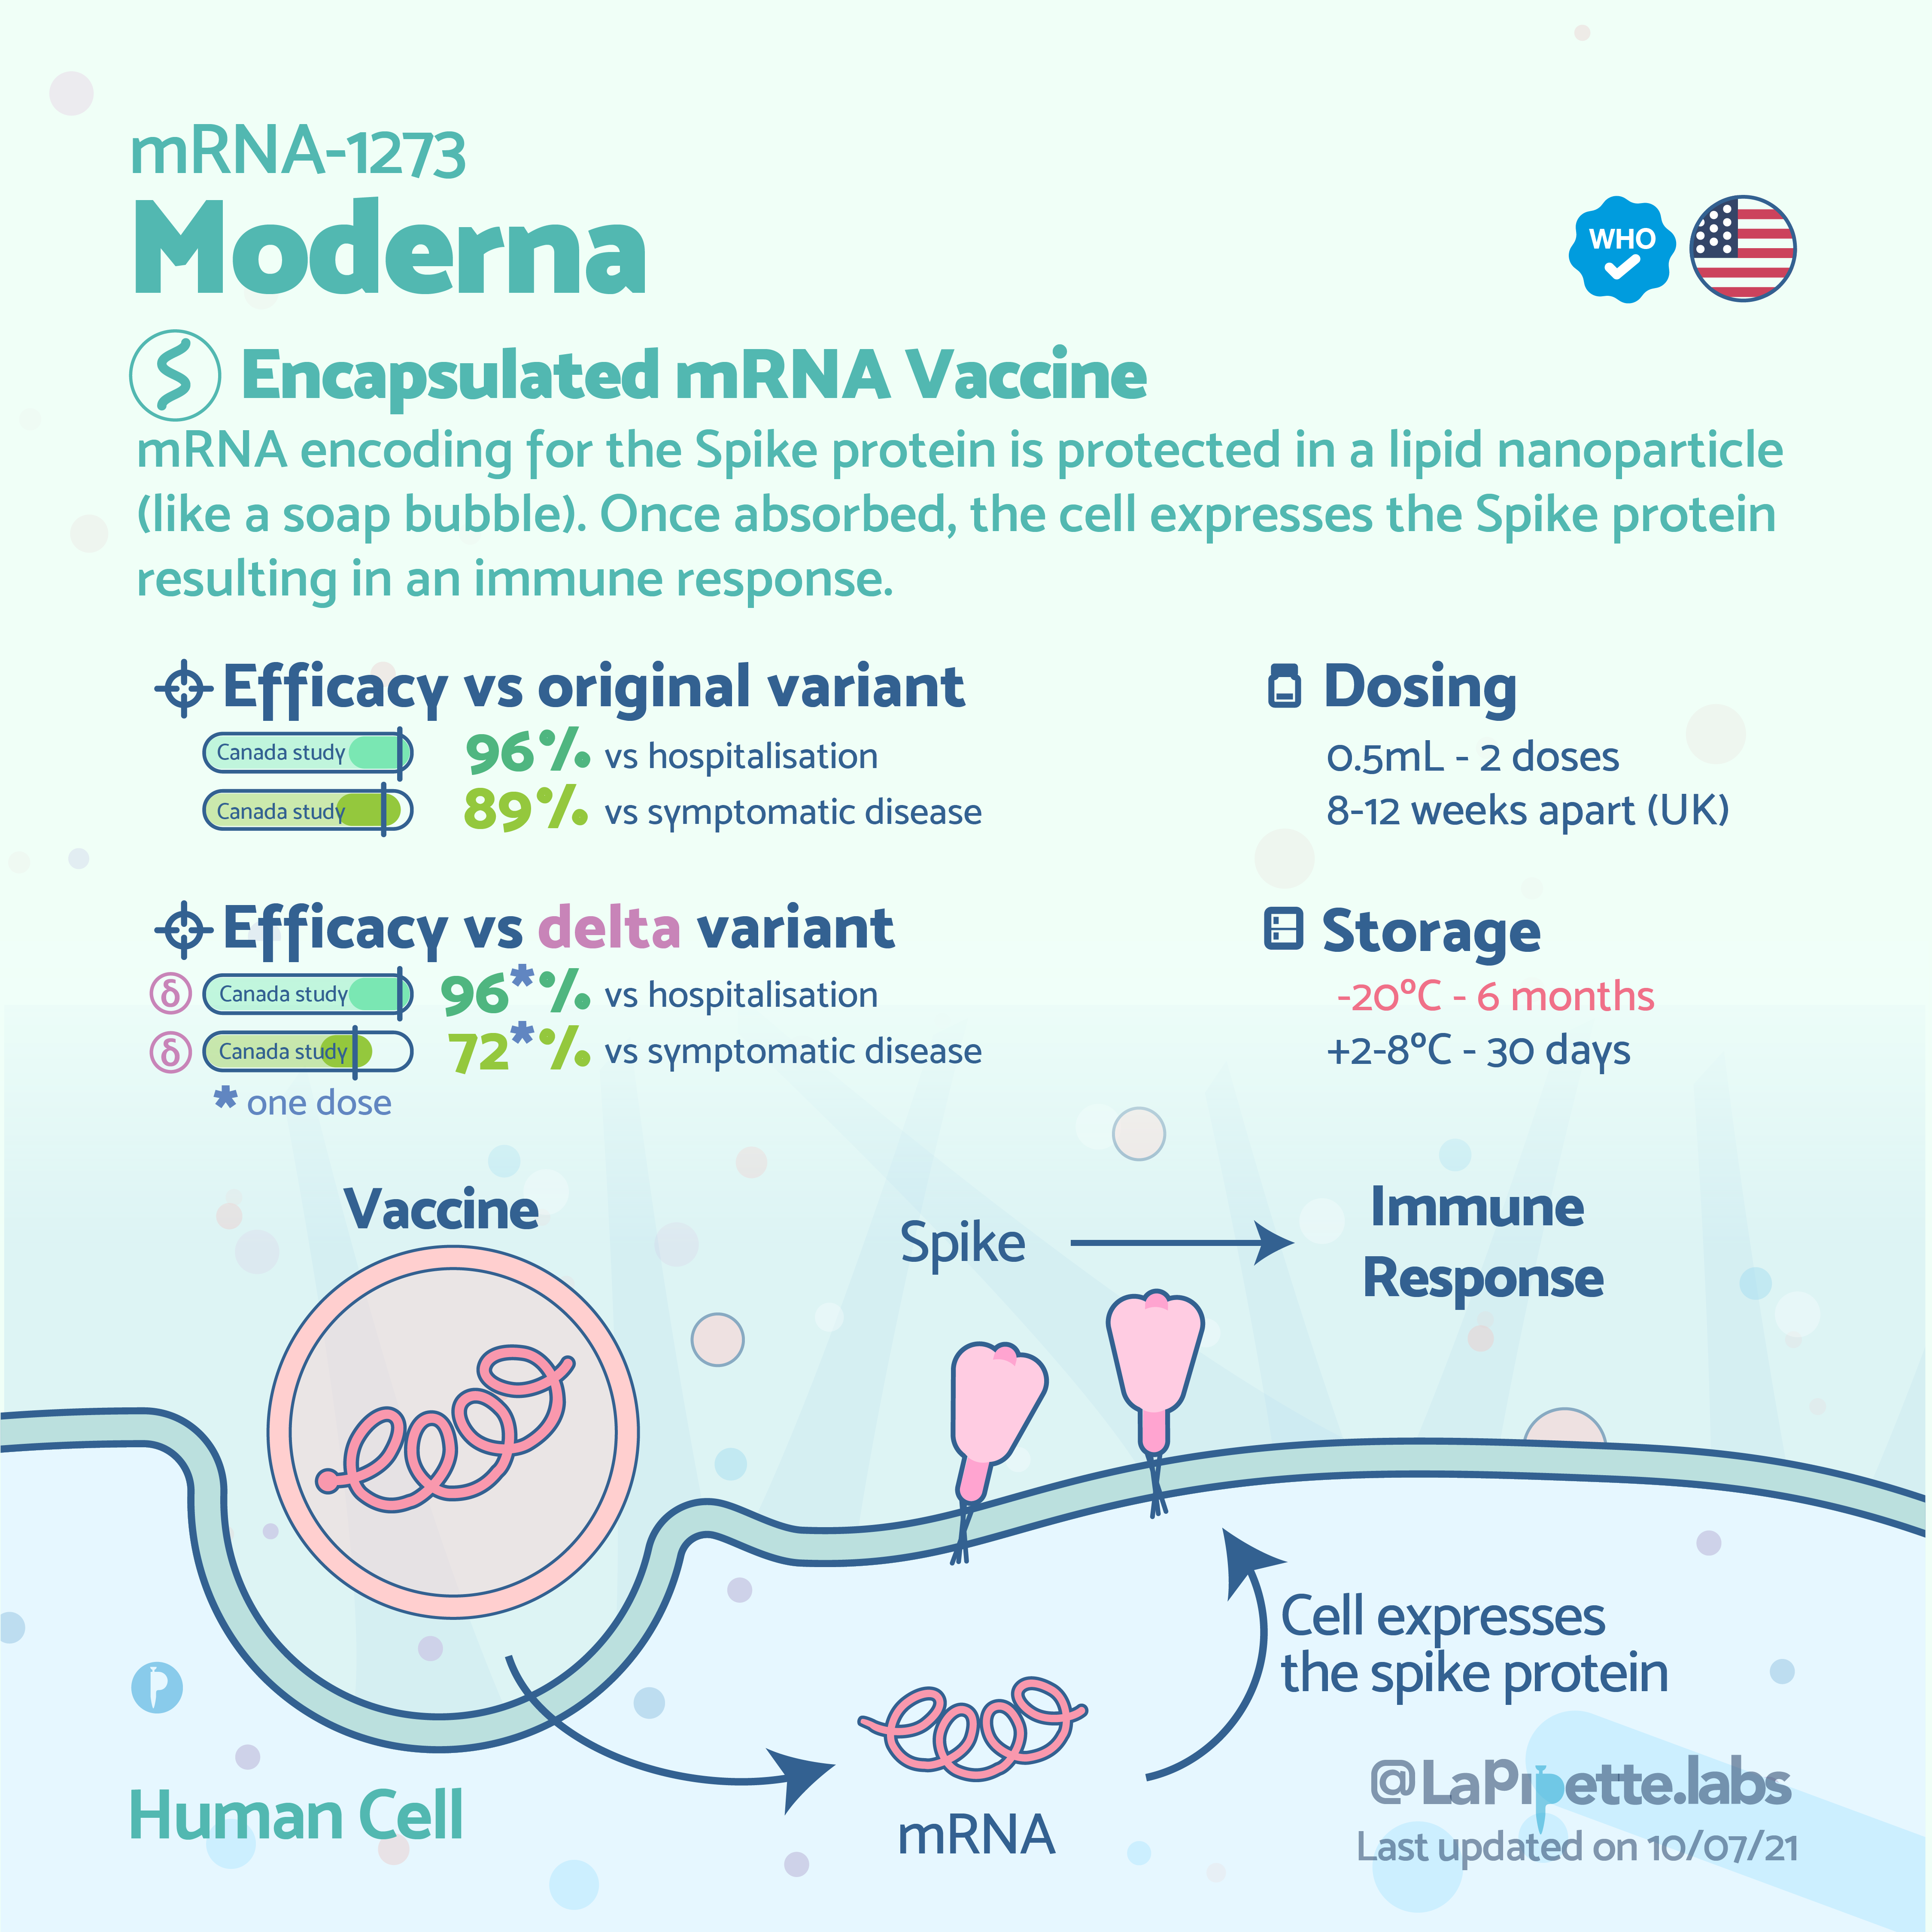 mRNA-1273
Moderna
WHO
Encapsulated mRNA Vaccine
mRNA encoding for the Spike protein is protected in a lipid nanoparticle
(like a soap bubble). Once absorbed, the cell expresses the Spike protein
resulting in an immune response.
Efficacy vs original variant
Canada study 96% vs hospitalisation
Canada study 89% vs symptomatic disease
Dosing
0.5mL - 2 doses
8-12 weeks apart (UK)
Efficacy vs delta variant
δ Canada study 96*% vs hospitalisation
δ Canada study 72*% vs symptomatic disease
* one dose
Storage
-20°C - 6 months
+2-8°C - 30 days
Vaccine
Spike
Immune
Response
Cell expresses
the spike protein
mRNA
Human Cell
@LaPipette.labs
Last updated on 10/07/21